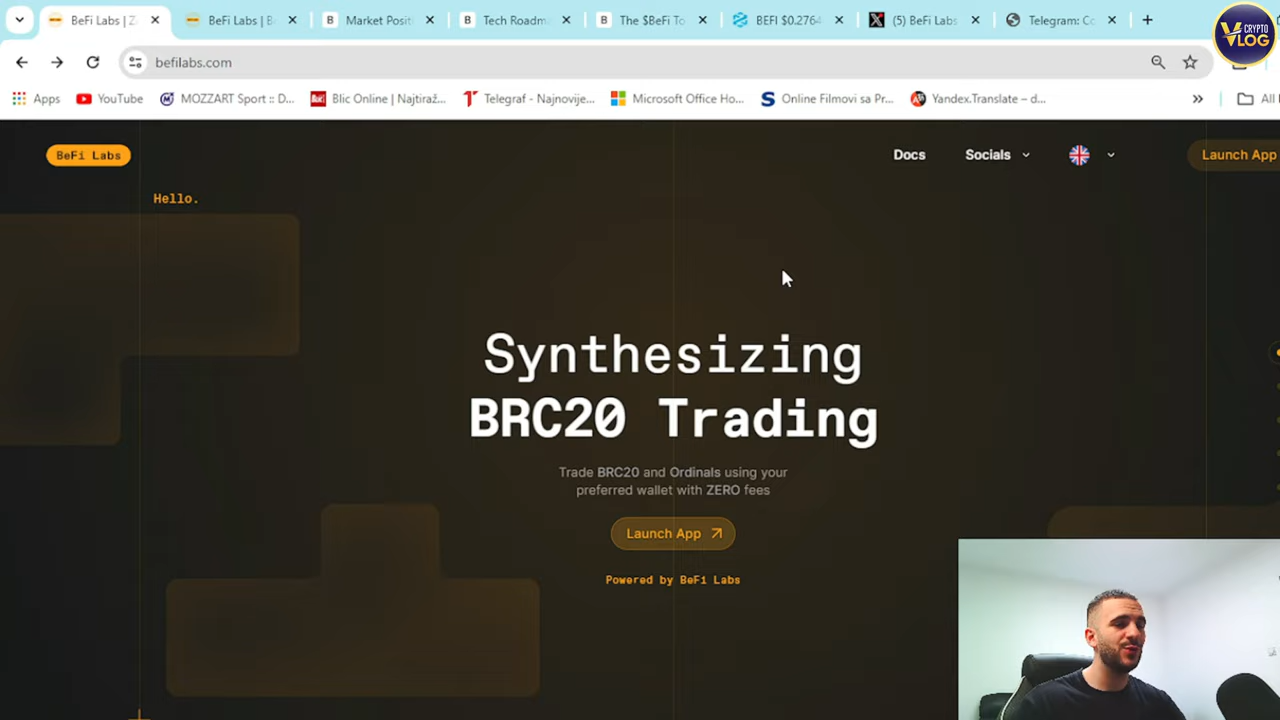 BeFi Labs | Z
BeFi Labs | B
Market Posit
Tech Roadm
The $BeFi To
BEFI $0.2764
(5) BeFi Labs
Telegram: Co
CRYPTO
VLOG
befilabs.com
Apps
YouTube
MOZZART Sport :: D...
Blic Online | Najtiraž...
Telegraf - Najnovije...
Microsoft Office Ho...
Online Filmovi sa Pr...
Yandex.Translate – d...
All
BeFi Labs
Docs
Socials
Launch App
Hello.
Synthesizing
BRC20 Trading
Trade BRC20 and Ordinals using your
preferred wallet with ZERO fees
Launch App
Powered by BeFi Labs